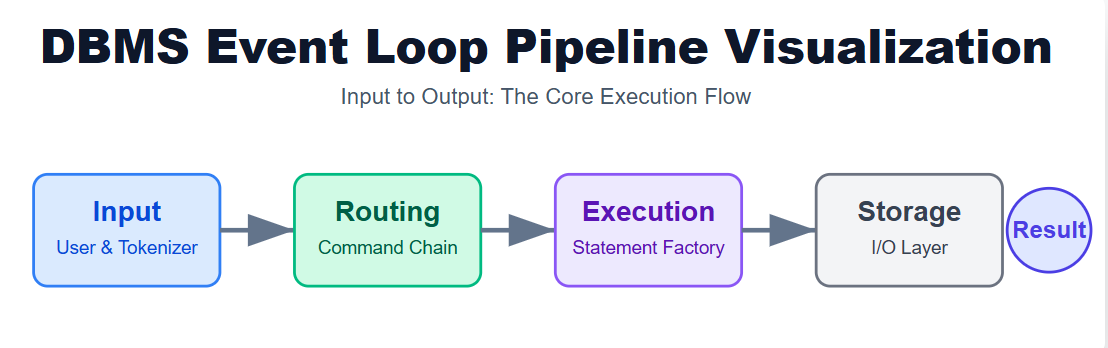 DBMS Event Loop Pipeline Visualization
Input to Output: The Core Execution Flow
Input
User & Tokenizer
Routing
Command Chain
Execution
Statement Factory
Storage
I/O Layer
Result